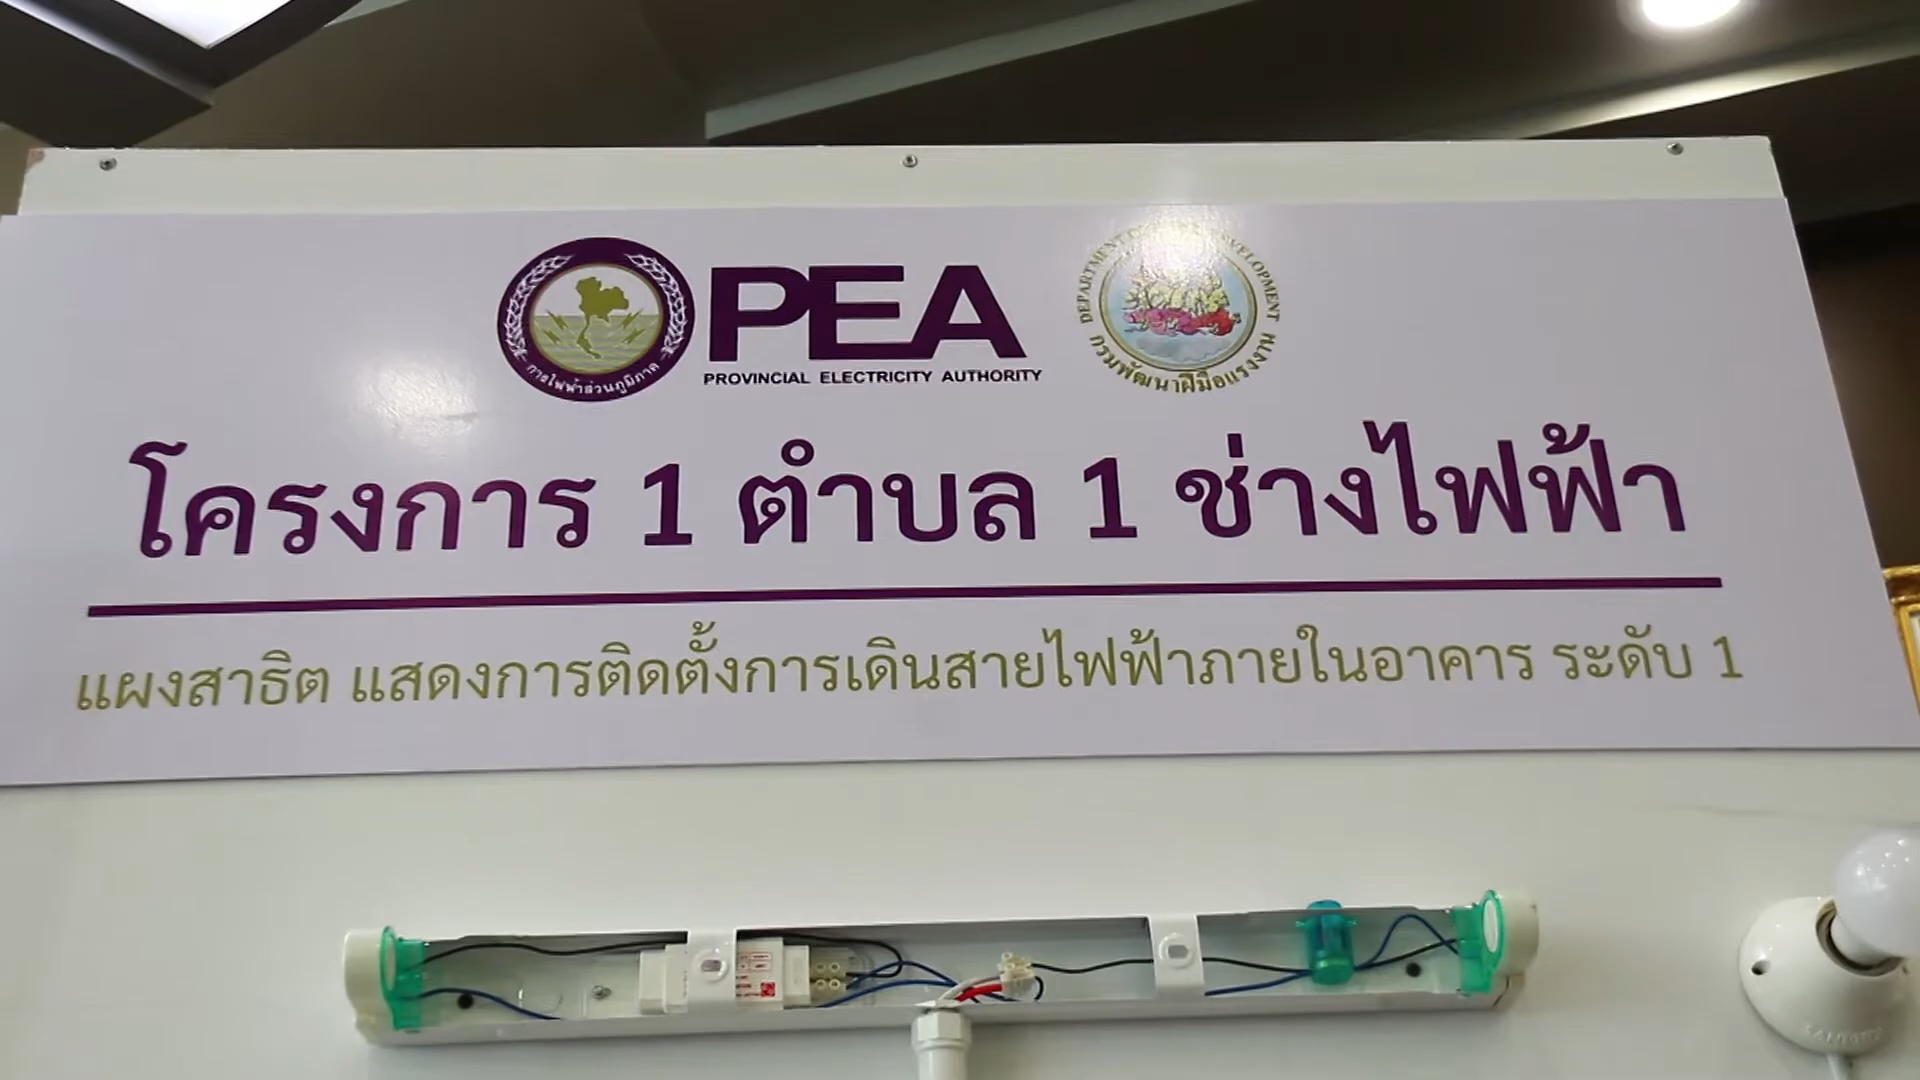 การไฟฟ้าส่วนภูมิภาค
PEA
PROVINCIAL ELECTRICITY AUTHORITY
DEPARTMENT DEVELOPMENT
กรมพัฒนาฝีมือแรงงาน
โครงการ 1 ตำบล 1 ช่างไฟฟ้า
แผงสาธิต แสดงการติดตั้งการเดินสายไฟฟ้าภายในอาคาร ระดับ 1